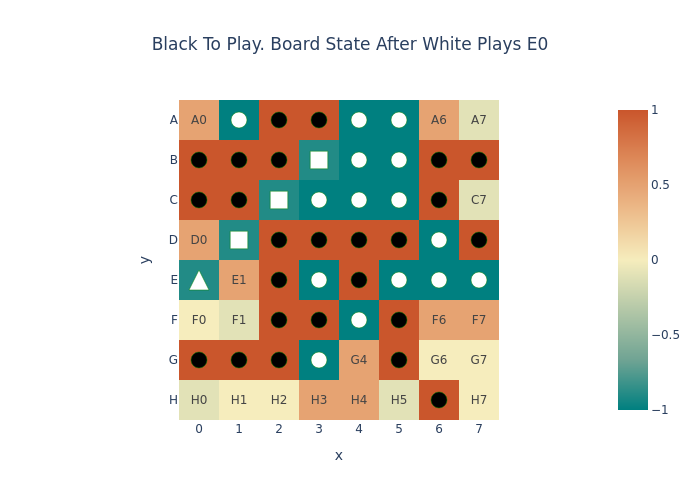 Black To Play. Board State After White Plays E0
A A0 A6 A7 1
B
C C7 0.5
D D0
y E E1 0
F F0 F1 F6 F7 −0.5
G G4 G6 G7
H H0 H1 H2 H3 H4 H5 H7 −1
0 1 2 3 4 5 6 7
x